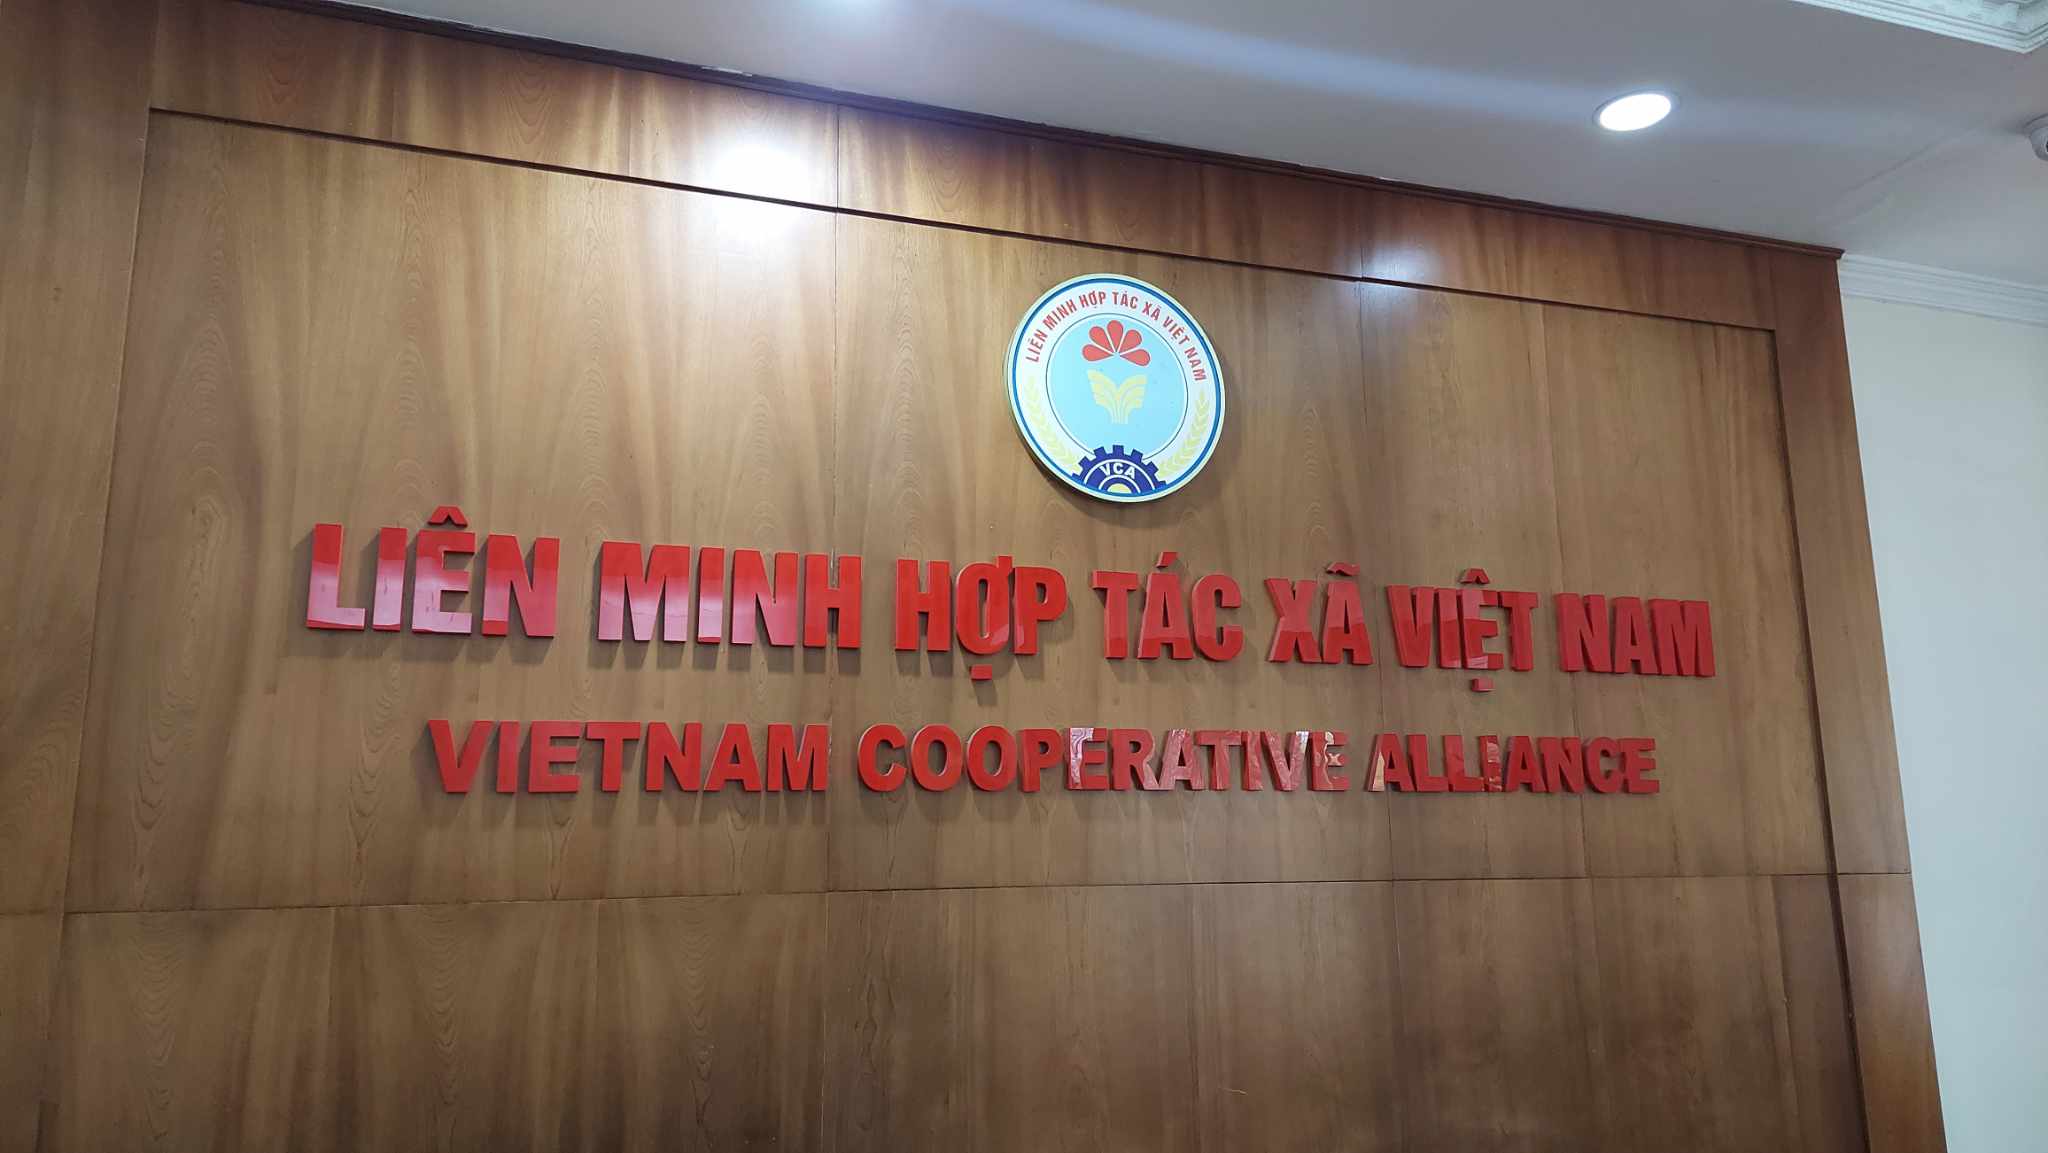 LIÊN MINH HỢP TÁC XÃ VIỆT NAM
VCA
LIÊN MINH HỢP TÁC XÃ VIỆT NAM
VIETNAM COOPERATIVE ALLIANCE